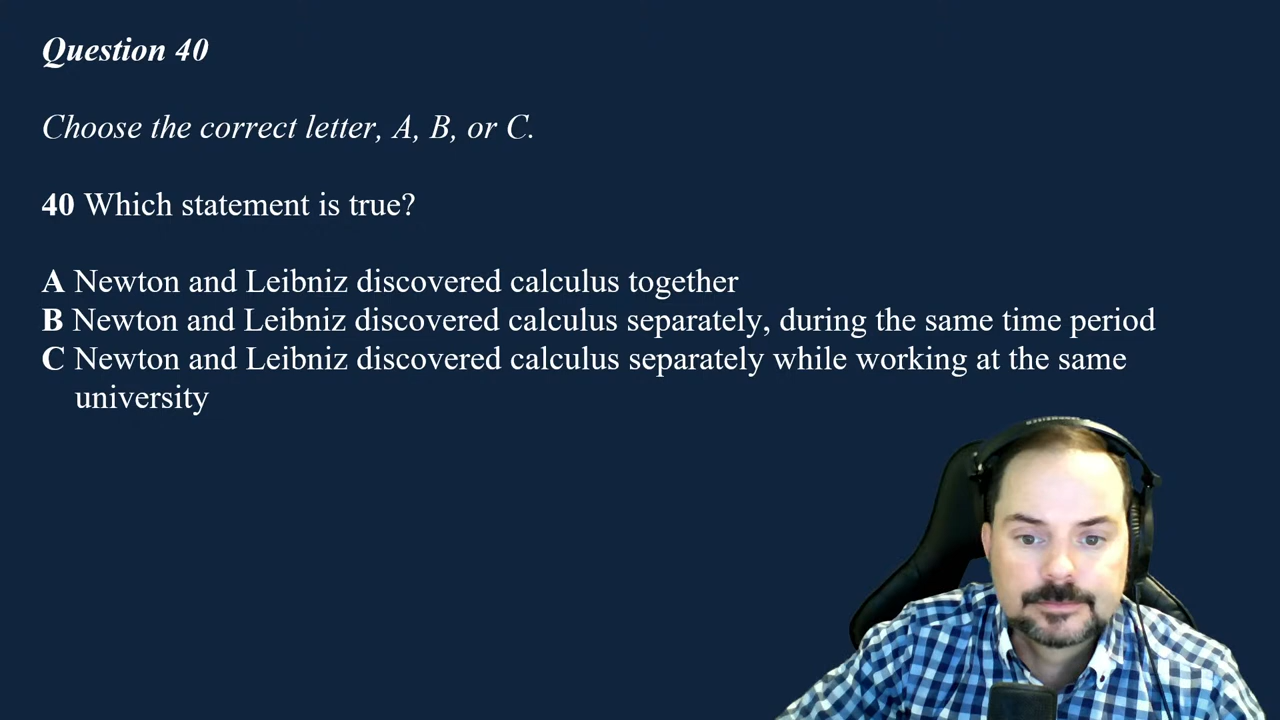 Question 40
Choose the correct letter, A, B, or C.
40 Which statement is true?
A Newton and Leibniz discovered calculus together
B Newton and Leibniz discovered calculus separately, during the same time period
C Newton and Leibniz discovered calculus separately while working at the same
university